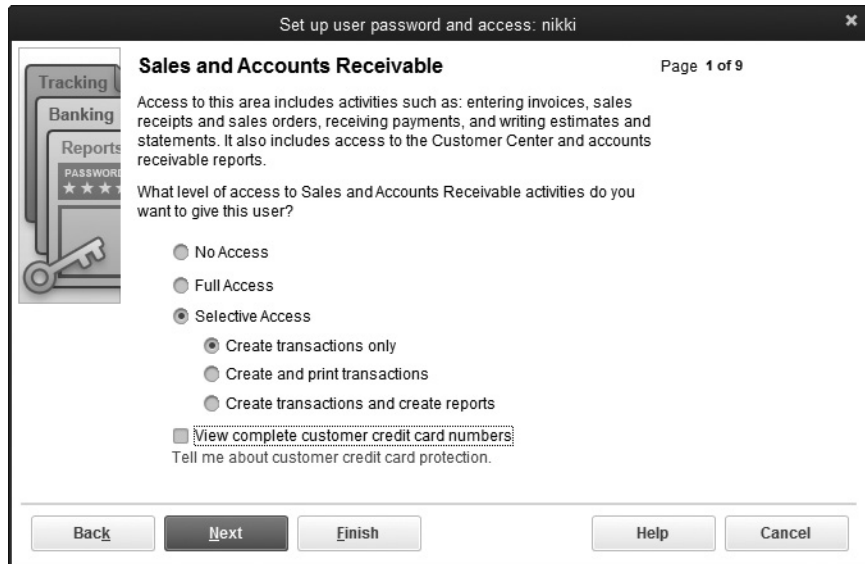 Set up user password and access: nikki
Tracking
Banking
Reports
Sales and Accounts Receivable
Page 1 of 9
Access to this area includes activities such as: entering invoices, sales
receipts and sales orders, receiving payments, and writing estimates and
statements. It also includes access to the Customer Center and accounts
receivable reports.
What level of access to Sales and Accounts Receivable activities do you
want to give this user?
No Access
Full Access
Selective Access
Create transactions only
Create and print transactions
Create transactions and create reports
View complete customer credit card numbers
Tell me about customer credit card protection.
Back
Next
Finish
Help
Cancel